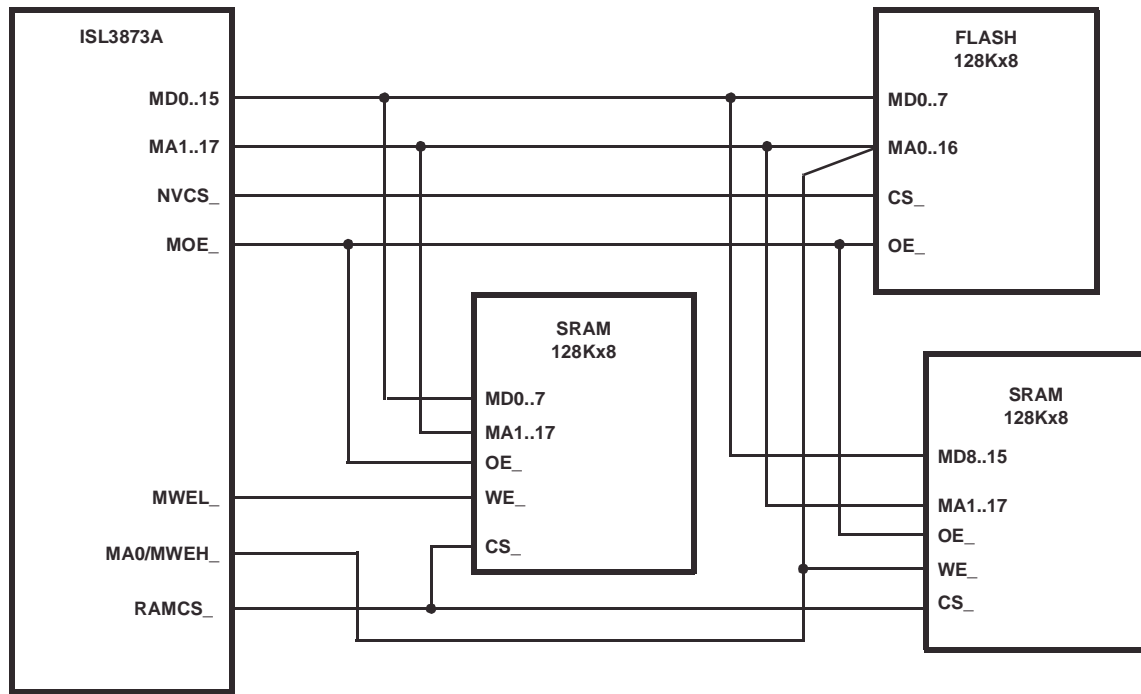 ISL3873A
MD0..15
MA1..17
NVCS_
MOE_
MWEL_
MA0/MWEH_
RAMCS_
FLASH
128Kx8
MD0..7
MA0..16
CS_
OE_
SRAM
128Kx8
MD0..7
MA1..17
OE_
WE_
CS_
SRAM
128Kx8
MD8..15
MA1..17
OE_
WE_
CS_